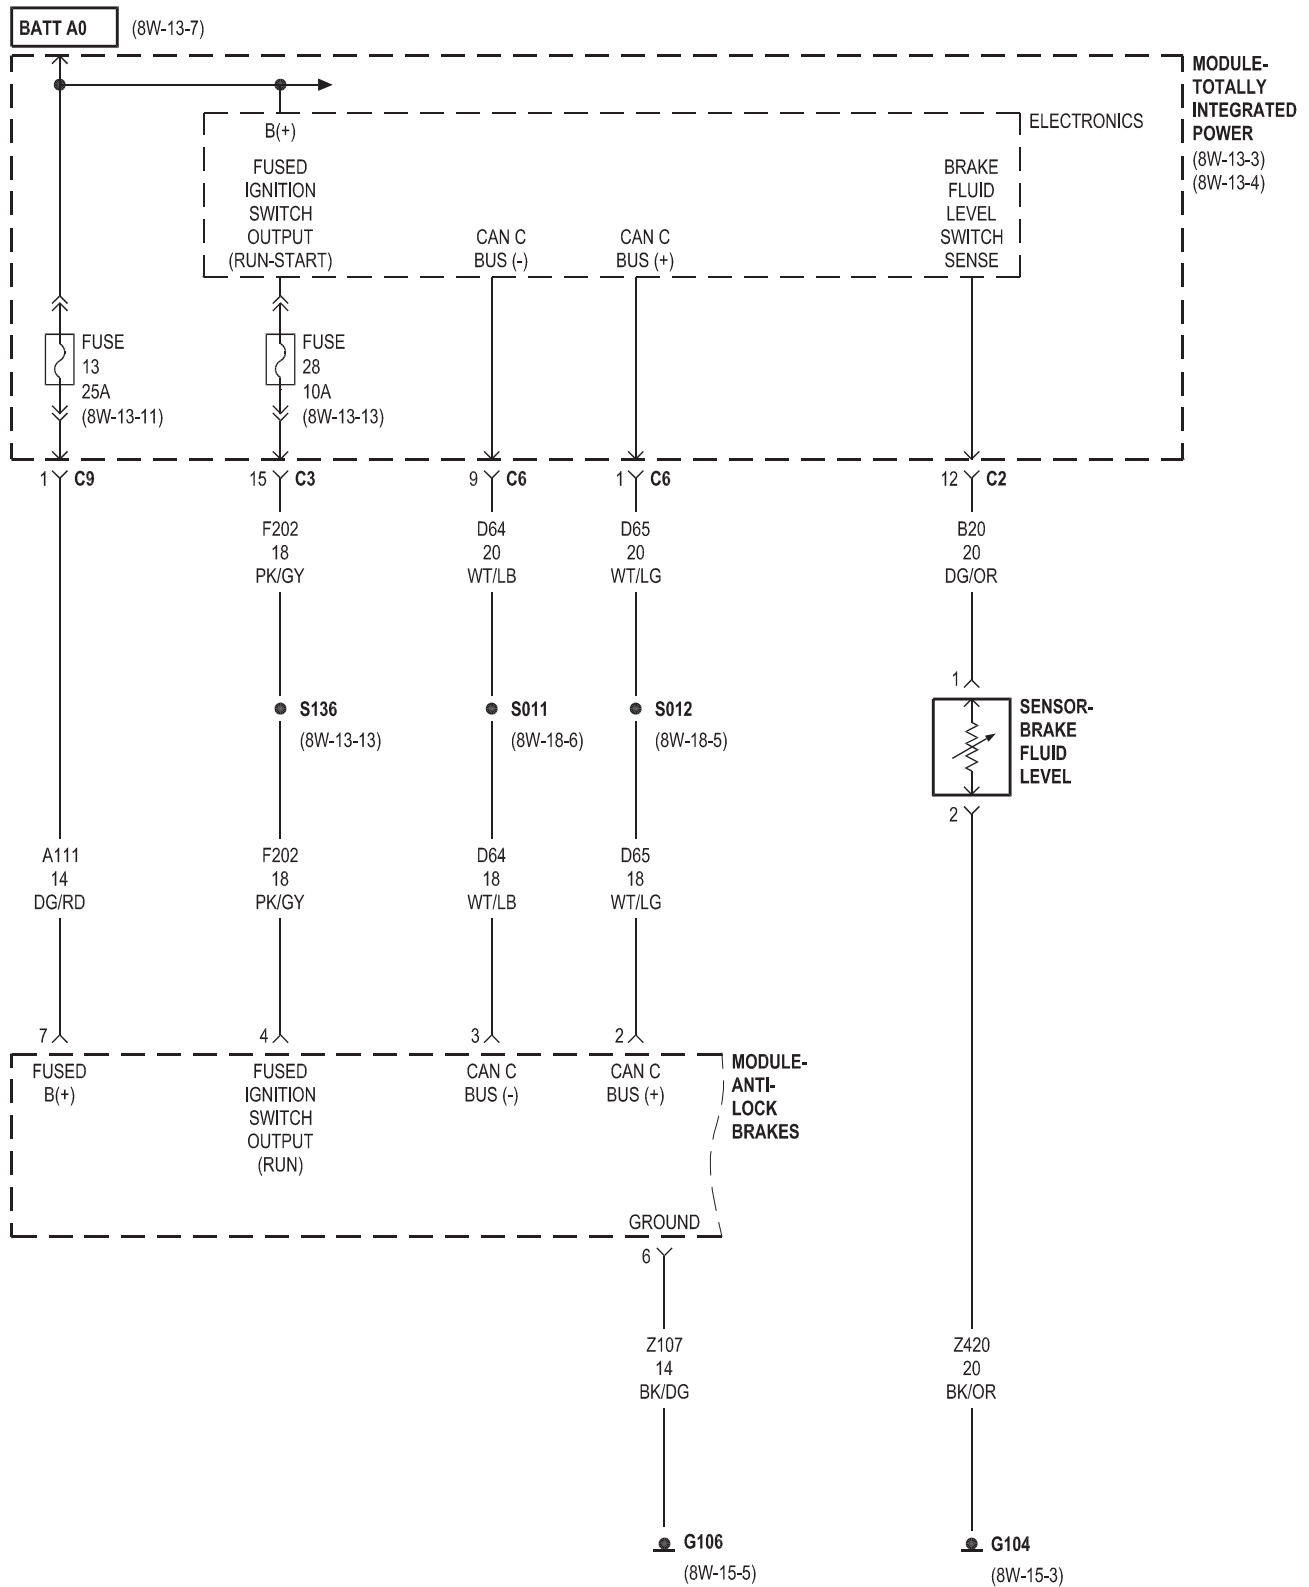 BATT A0 (8W-13-7)
MODULE-
TOTALLY
INTEGRATED
POWER
(8W-13-3)
(8W-13-4)
ELECTRONICS
B(+)
FUSED
IGNITION
SWITCH
OUTPUT
(RUN-START)
CAN C
BUS (-)
CAN C
BUS (+)
BRAKE
FLUID
LEVEL
SWITCH
SENSE
FUSE
13
25A
(8W-13-11)
FUSE
28
10A
(8W-13-13)
1 C9
15 C3
9 C6
1 C6
12 C2
F202
18
PK/GY
D64
20
WT/LB
D65
20
WT/LG
B20
20
DG/OR
S136
(8W-13-13)
S011
(8W-18-6)
S012
(8W-18-5)
1
SENSOR-
BRAKE
FLUID
LEVEL
2
A111
14
DG/RD
F202
18
PK/GY
D64
18
WT/LB
D65
18
WT/LG
7
4
3
2
FUSED
B(+)
FUSED
IGNITION
SWITCH
OUTPUT
(RUN)
CAN C
BUS (-)
CAN C
BUS (+)
MODULE-
ANTI-
LOCK
BRAKES
GROUND
6
Z107
14
BK/DG
Z420
20
BK/OR
G106
(8W-15-5)
G104
(8W-15-3)